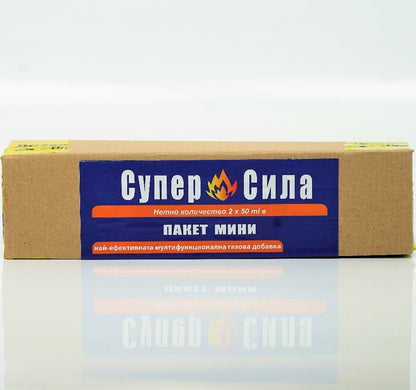 Супер Сила
Нетно количество 2 x 50 ml e
ПАКЕТ МИНИ
най-ефективната мултифункционална газова добавка